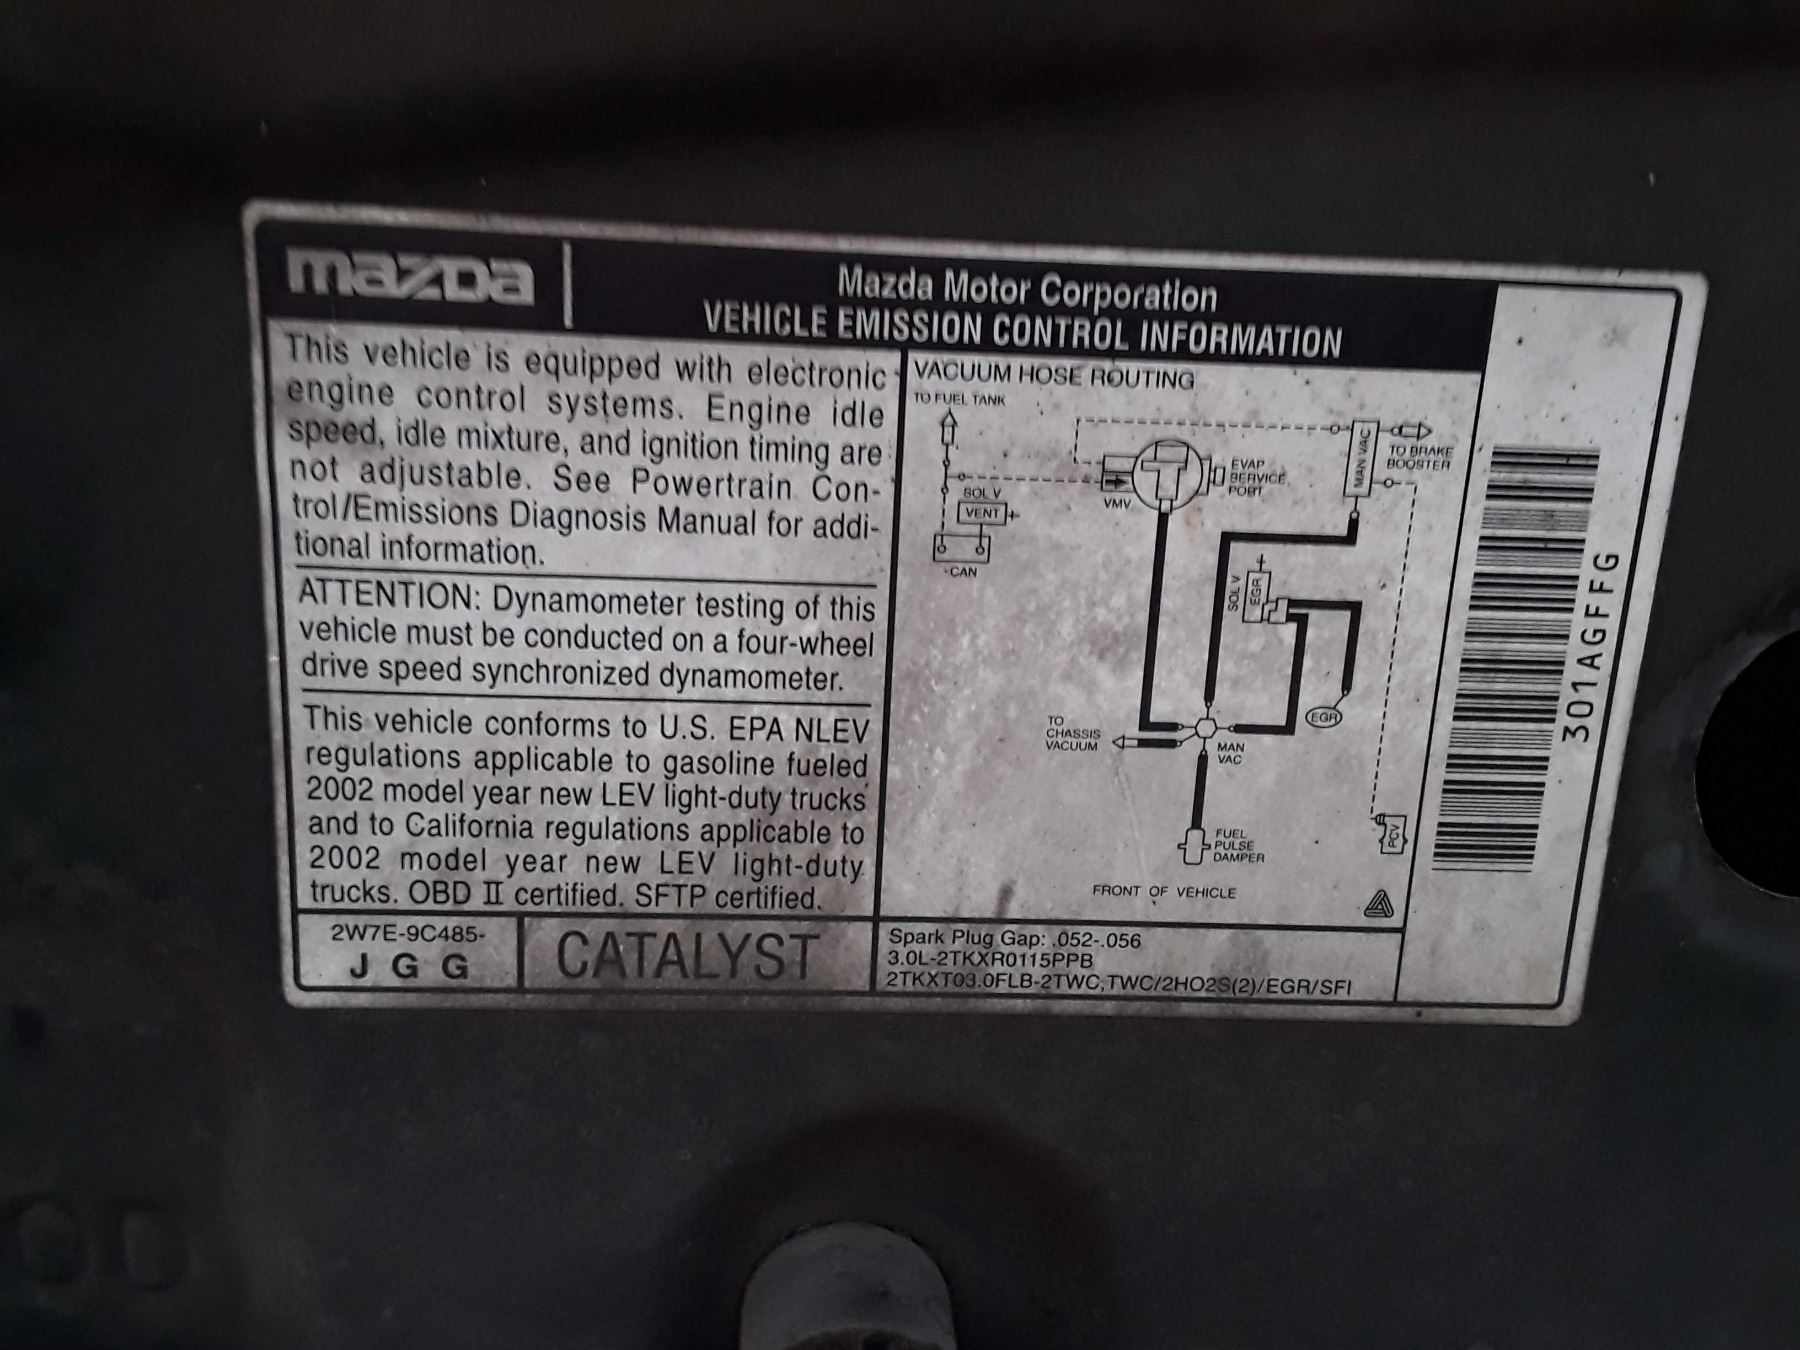 mazda
Mazda Motor Corporation
VEHICLE EMISSION CONTROL INFORMATION
This vehicle is equipped with electronic
engine control systems. Engine idle
speed, idle mixture, and ignition timing are
not adjustable. See Powertrain Con-
trol/Emissions Diagnosis Manual for addi-
tional information.
ATTENTION: Dynamometer testing of this
vehicle must be conducted on a four-wheel
drive speed synchronized dynamometer.
This vehicle conforms to U.S. EPA NLEV
regulations applicable to gasoline fueled
2002 model year new LEV light-duty trucks
and to California regulations applicable to
2002 model year new LEV light-duty
trucks. OBD II certified. SFTP certified.
2W7E-9C485-
J G G
CATALYST
VACUUM HOSE ROUTING
TO FUEL TANK
SOL V
VENT
CAN
VMV
EVAP
SERVICE
PORT
MAN VAC
TO BRAKE
BOOSTER
SOL V
EGR
EGR
TO
CHASSIS
VACUUM
MAN
VAC
FUEL
PULSE
DAMPER
PCV
FRONT OF VEHICLE
Spark Plug Gap: .052-.056
3.0L-2TKXR0115PPB
2TKXT03.0FLB-2TWC,TWC/2HO2S(2)/EGR/SFI
301AGFFG